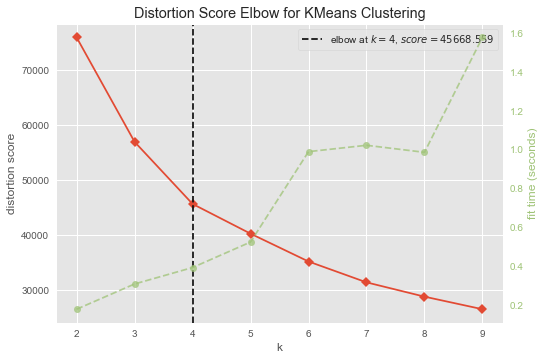 Distortion Score Elbow for KMeans Clustering
elbow at k = 4, score = 45668.559
distortion score
70000
60000
50000
40000
30000
1.6
1.4
1.2
1.0
0.8
0.6
0.4
0.2
fit time (seconds)
2 3 4 5 6 7 8 9
k